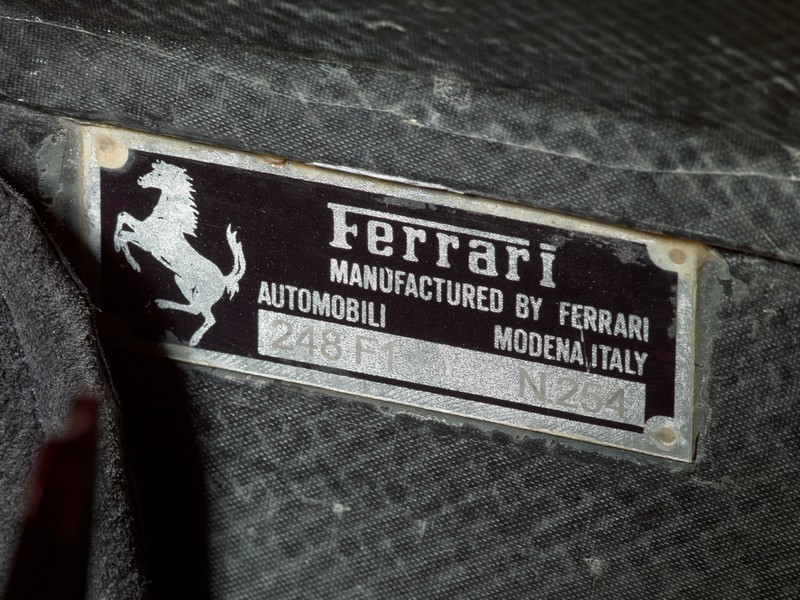 Ferrari
MANUFACTURED BY FERRARI
AUTOMOBILI
MODENA, ITALY
248 F1
N.254